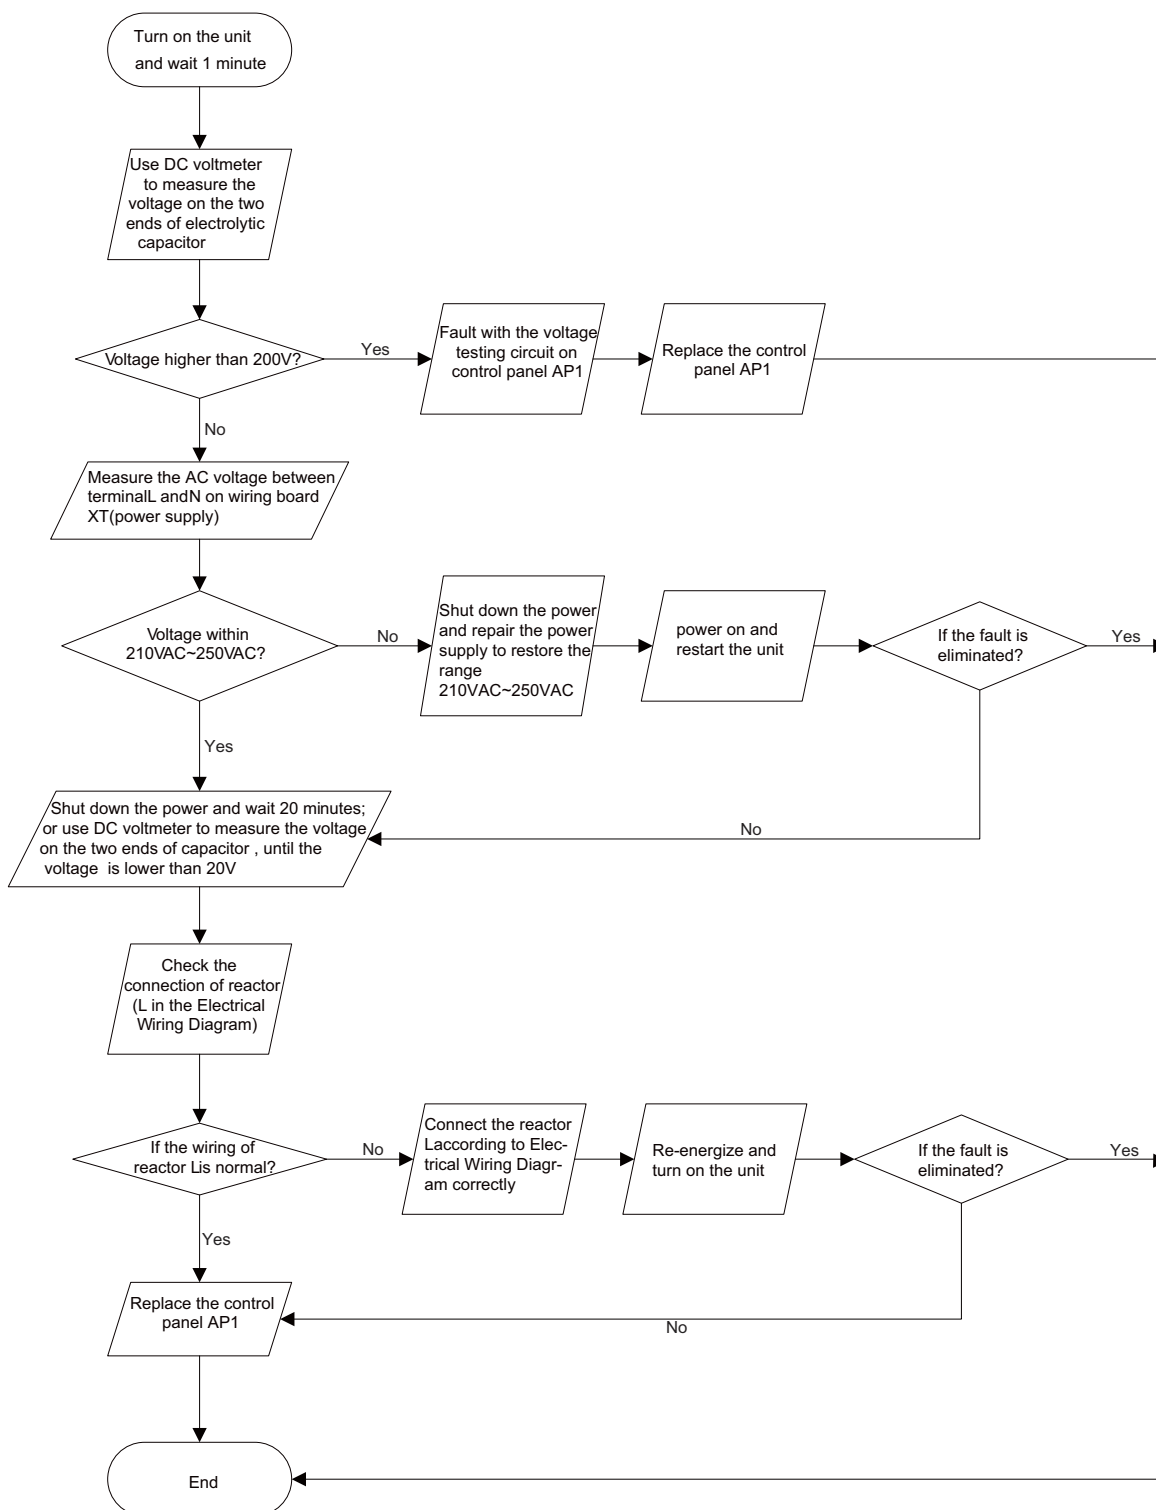 Turn on the unit
and wait 1 minute
Use DC voltmeter
to measure the
voltage on the two
ends of electrolytic
capacitor
Voltage higher than 200V?
Yes
Fault with the voltage
testing circuit on
control panel AP1
Replace the control
panel AP1
No
Measure the AC voltage between
terminalL andN on wiring board
XT(power supply)
Voltage within
210VAC~250VAC?
No
Shut down the power
and repair the power
supply to restore the
range
210VAC~250VAC
power on and
restart the unit
If the fault is
eliminated?
Yes
Yes
No
Shut down the power and wait 20 minutes;
or use DC voltmeter to measure the voltage
on the two ends of capacitor , until the
voltage is lower than 20V
Check the
connection of reactor
(L in the Electrical
Wiring Diagram)
If the wiring of
reactor Lis normal?
No
Connect the reactor
Laccording to Elec-
trical Wiring Diagr-
am correctly
Re-energize and
turn on the unit
If the fault is
eliminated?
Yes
Yes
No
Replace the control
panel AP1
End